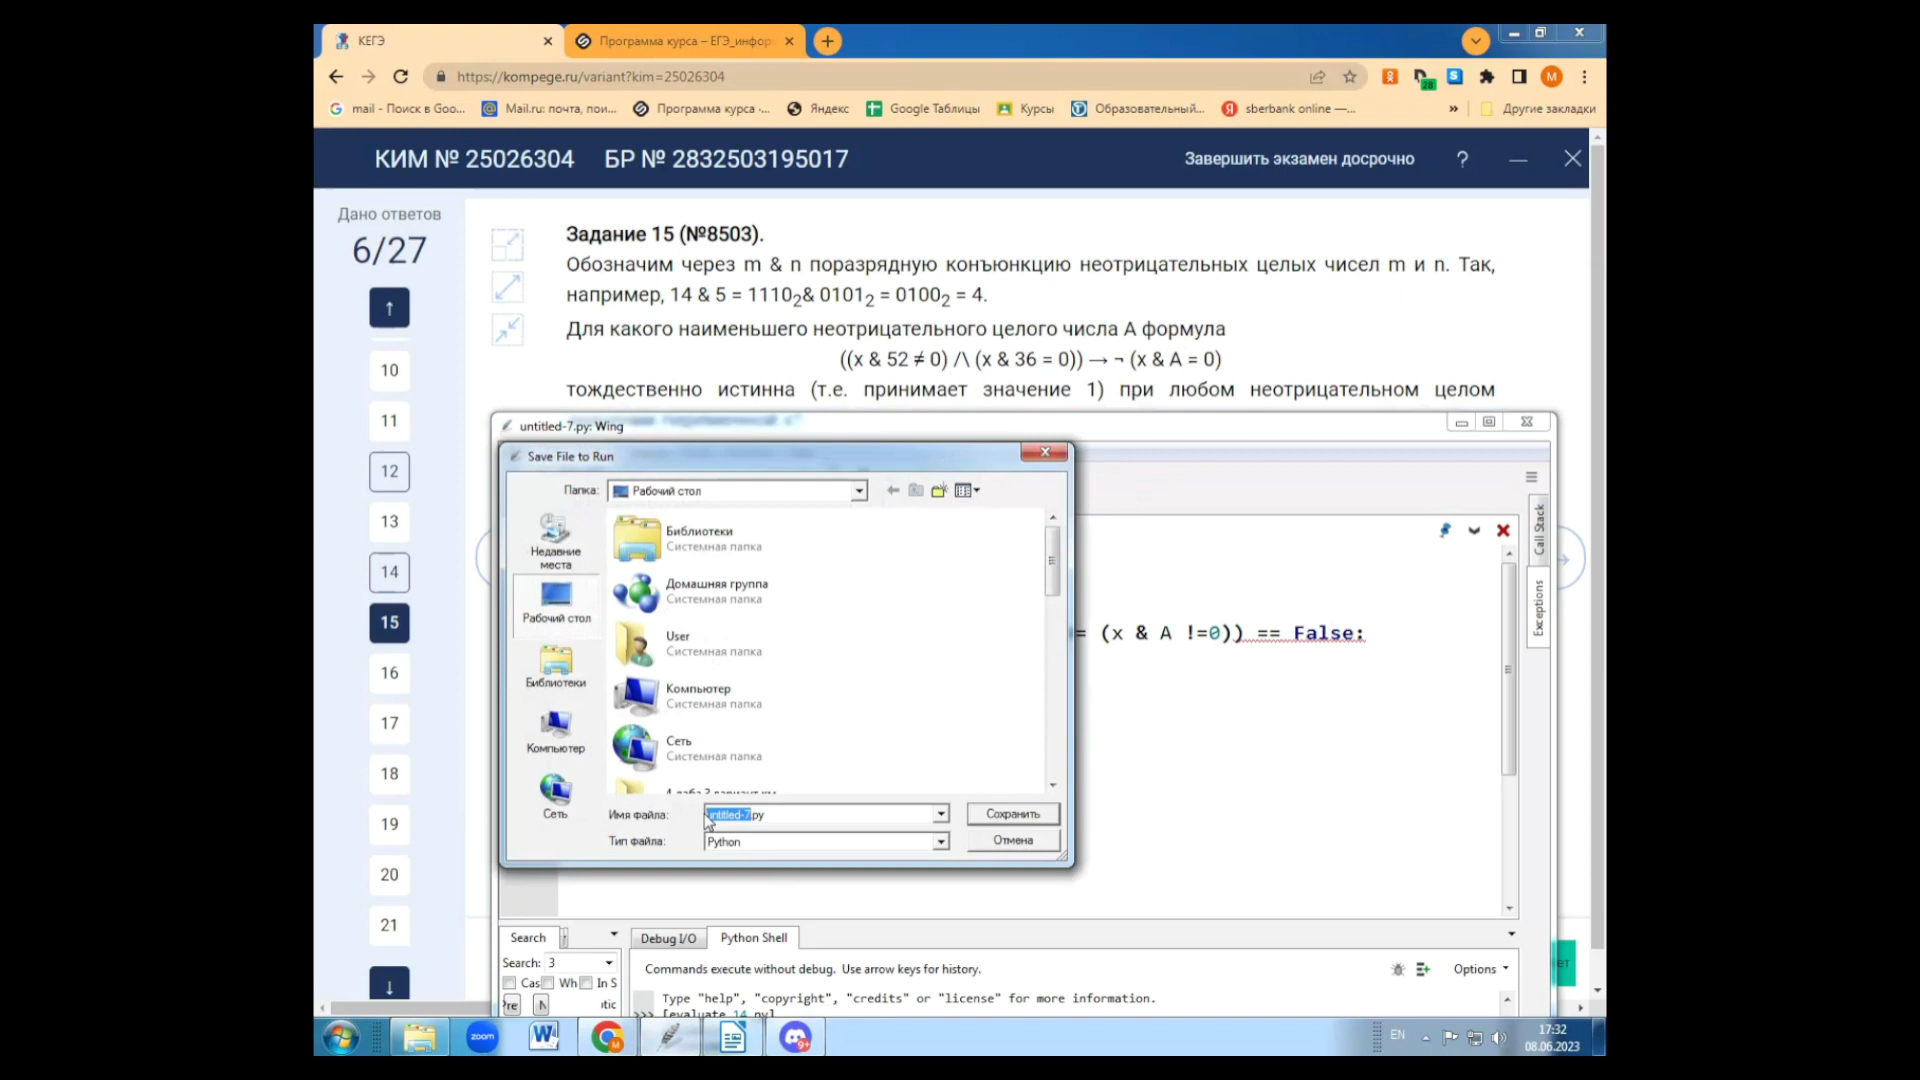 КЕГЭ
Программа курса – ЕГЭ_инфор
https://kompege.ru/variant?kim=25026304
M
28
mail - Поиск в Goo...
Mail.ru: почта, пои...
Программа курса -...
Яндекс
Google Таблицы
Курсы
Образовательный...
sberbank online —...
»
Другие закладки
КИМ № 25026304
БР № 2832503195017
Завершить экзамен досрочно
?
Дано ответов
6/27
10
11
12
13
14
15
16
17
18
19
20
21
Задание 15 (№8503).
Обозначим через m & n поразрядную конъюнкцию неотрицательных целых чисел m и n. Так,
например, 14 & 5 = 1110₂& 0101₂ = 0100₂ = 4.
Для какого наименьшего неотрицательного целого числа А формула
((x & 52 ≠ 0) /\ (x & 36 = 0)) → ¬ (x & A = 0)
тождественно истинна (т.е. принимает значение 1) при любом неотрицательном целом
untitled-7.py: Wing
Save File to Run
Папка:
Рабочий стол
Недавние
места
Рабочий стол
Библиотеки
Компьютер
Сеть
Библиотеки
Системная папка
Домашняя группа
Системная папка
User
Системная папка
Компьютер
Системная папка
Сеть
Системная папка
Имя файла:
untitled-7.py
Сохранить
Тип файла:
Python
Отмена
= (x & A !=0)) == False:
Call Stack
Exceptions
Search
Debug I/O
Python Shell
Search: 3
Commands execute without debug. Use arrow keys for history.
Options
Cas
Wh
In S
Type "help", "copyright", "credits" or "license" for more information.
>>> [evaluate 14.py]
zoom
EN
17:32
08.06.2023